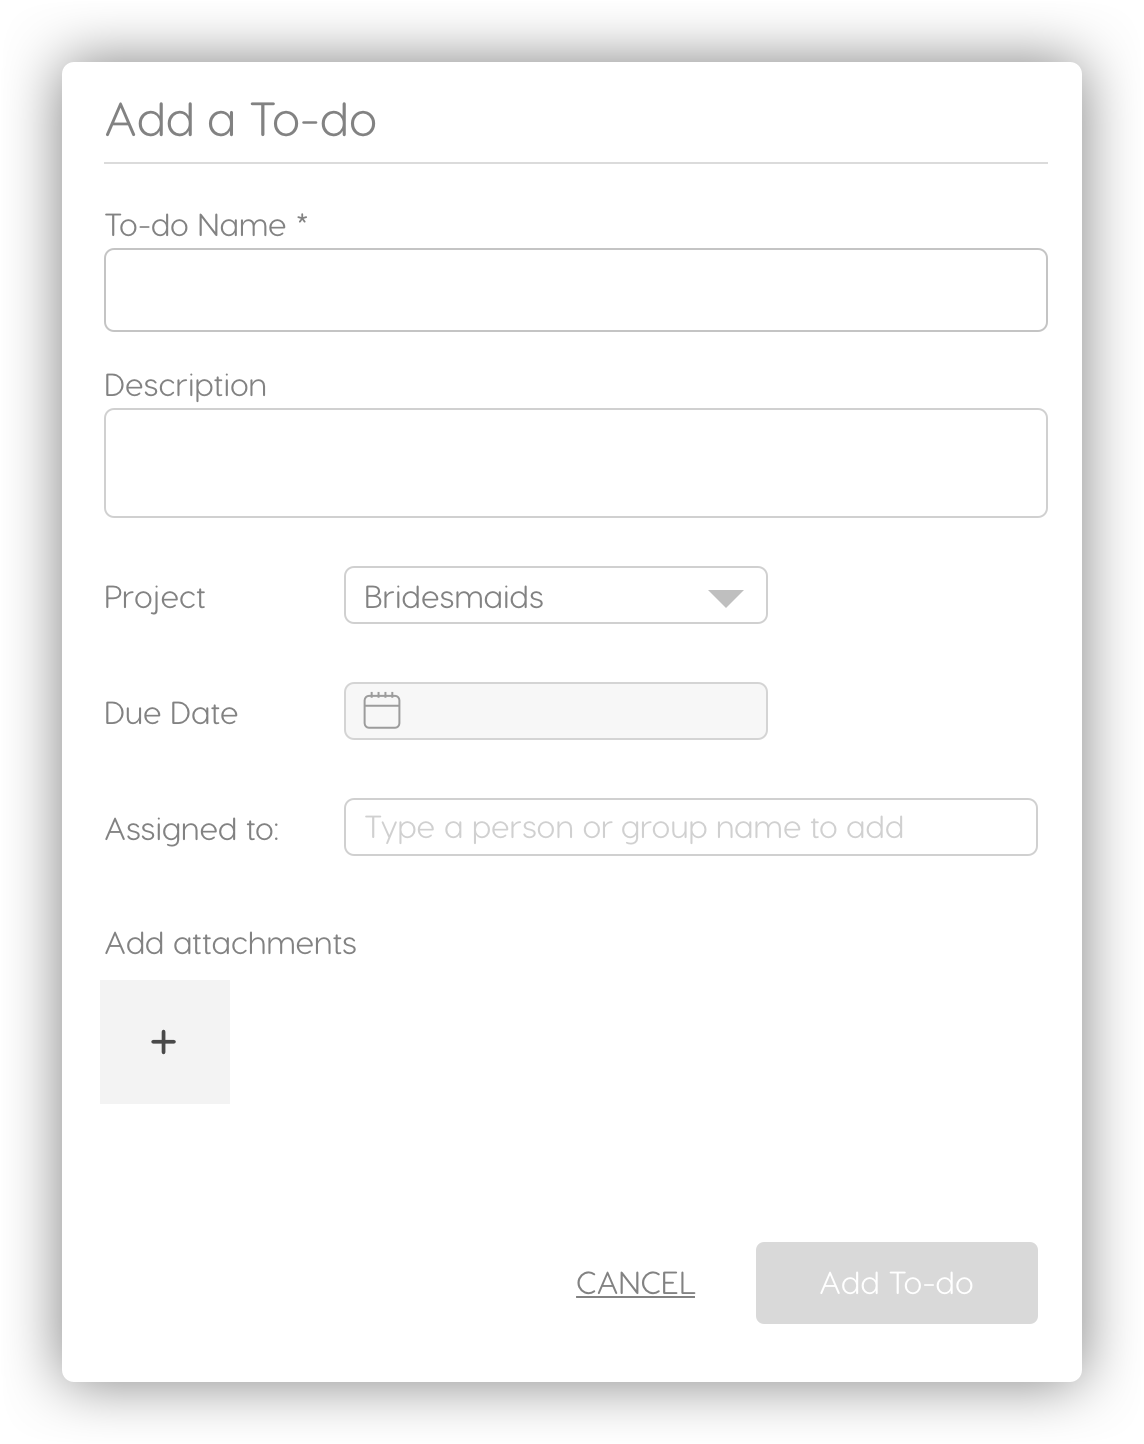 Add a To-do
To-do Name *
Description
Project
Bridesmaids
Due Date
Assigned to:
Type a person or group name to add
Add attachments
+
CANCEL
Add To-do